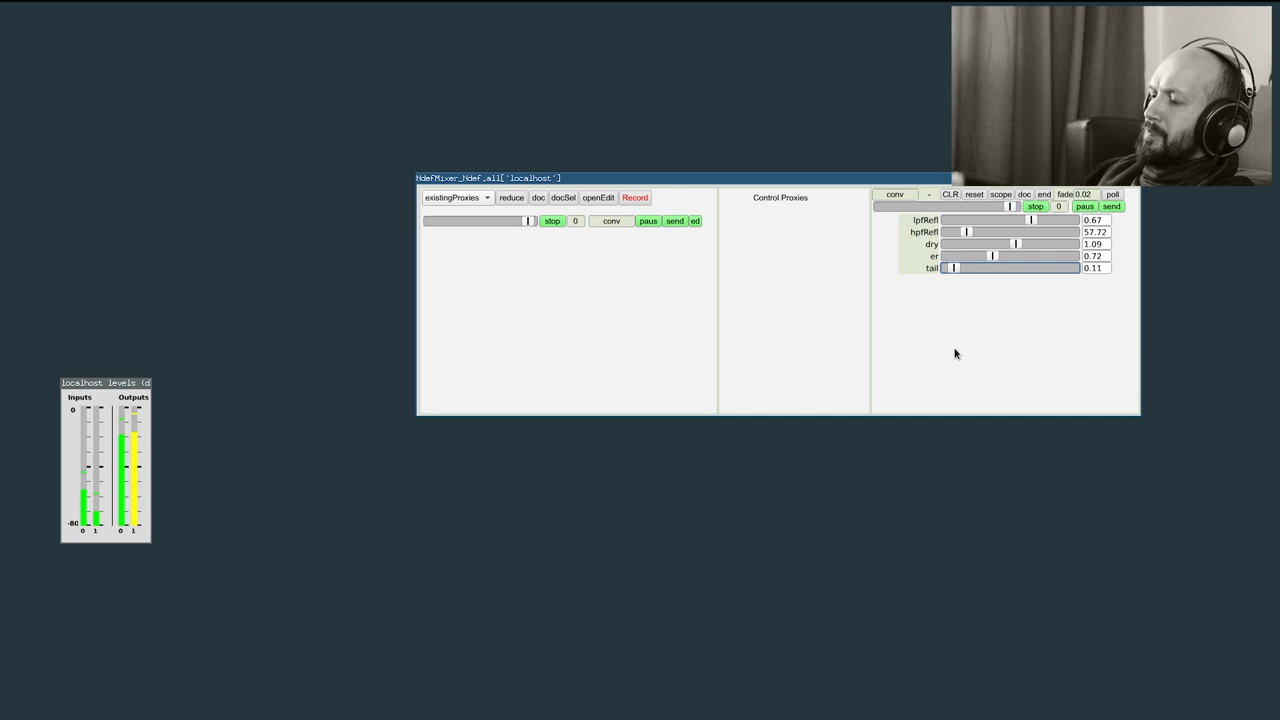 NdefMixer_Ndef.all['localhost']
existingProxies reduce doc docSel openEdit Record
stop 0 conv paus send ed
Control Proxies
conv - CLR reset scope doc end fade 0.02 poll
stop 0 paus send
lpfRefl 0.67
hpfRefl 57.72
dry 1.09
er 0.72
tail 0.11
localhost levels (d
Inputs Outputs
0
-80
0 1 0 1